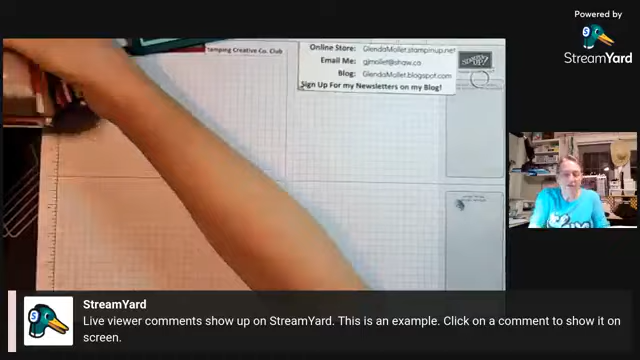 Powered by
StreamYard
Stamping Creative Co. Club
Online Store: GlendaMollet.stampinup.net
Email Me: gjmollet@shaw.ca
Blog: GlendaMollet.blogspot.com
Sign Up For my Newsletters on my Blog!
STAMPIN' UP!
StreamYard
Live viewer comments show up on StreamYard. This is an example. Click on a comment to show it on
screen.